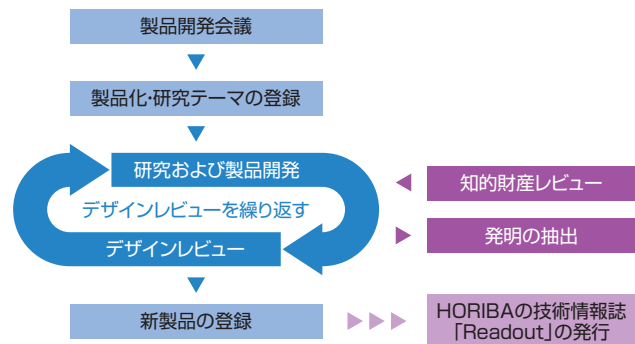 製品開発会議
製品化・研究テーマの登録
研究および製品開発
デザインレビューを繰り返す
デザインレビュー
新製品の登録
知的財産レビュー
発明の抽出
HORIBAの技術情報誌
「Readout」の発行